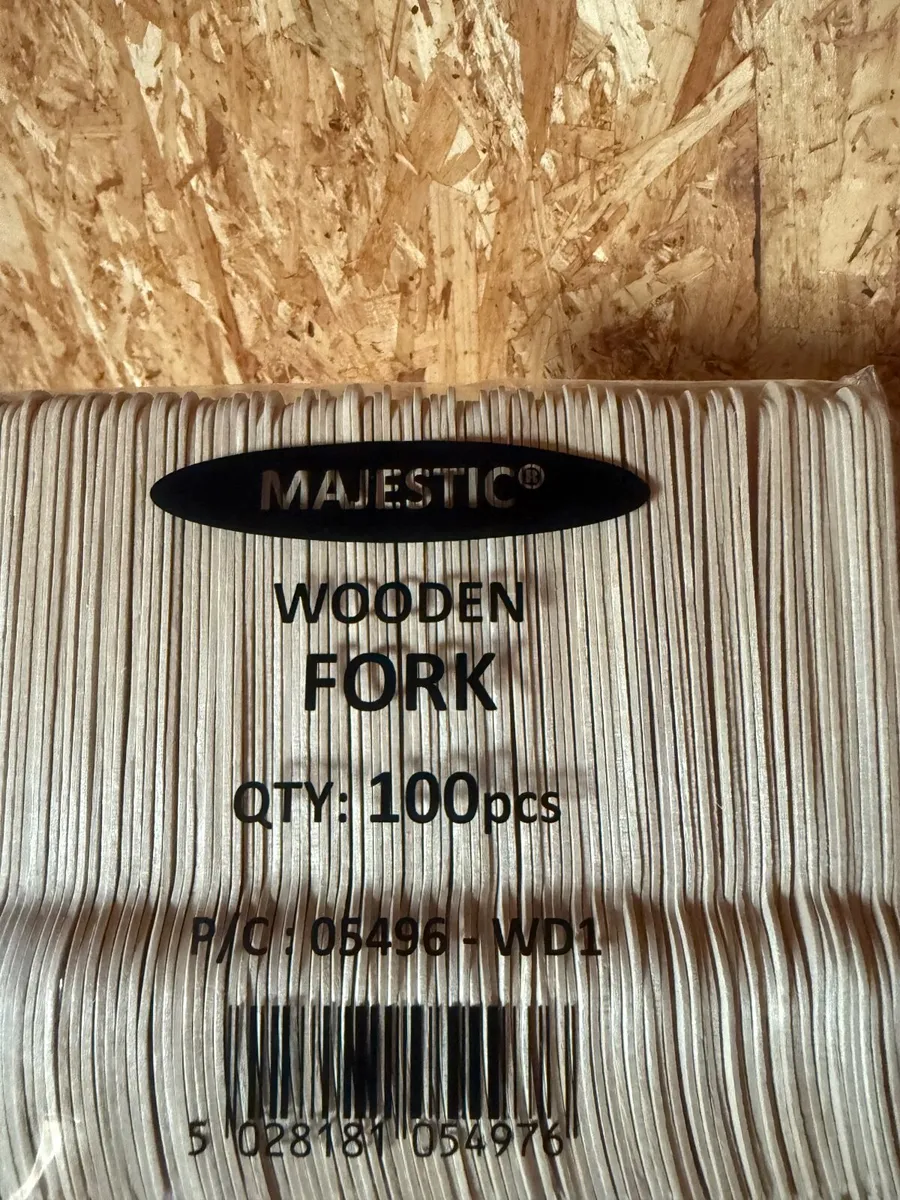 MAJESTIC®
WOODEN
FORK
QTY: 100pcs
P/C : 05496 - WD1
5 028181 054976